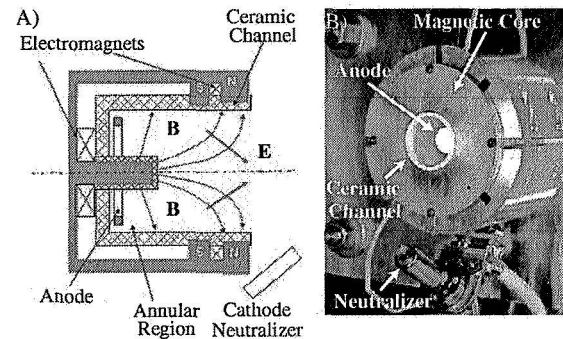 A)
Electromagnets
Ceramic
Channel
B
E
B
Anode
Annular
Region
Cathode
Neutralizer
B)
Magnetic Core
Anode
Ceramic
Channel
Neutralizer